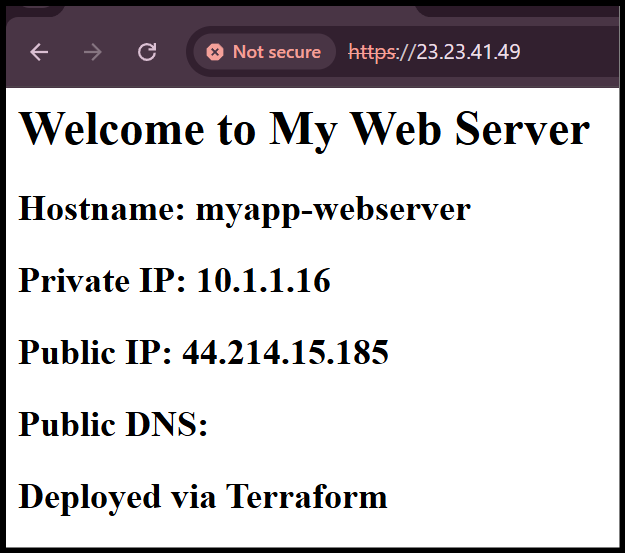 Not secure https://23.23.41.49
Welcome to My Web Server
Hostname: myapp-webserver
Private IP: 10.1.1.16
Public IP: 44.214.15.185
Public DNS:
Deployed via Terraform